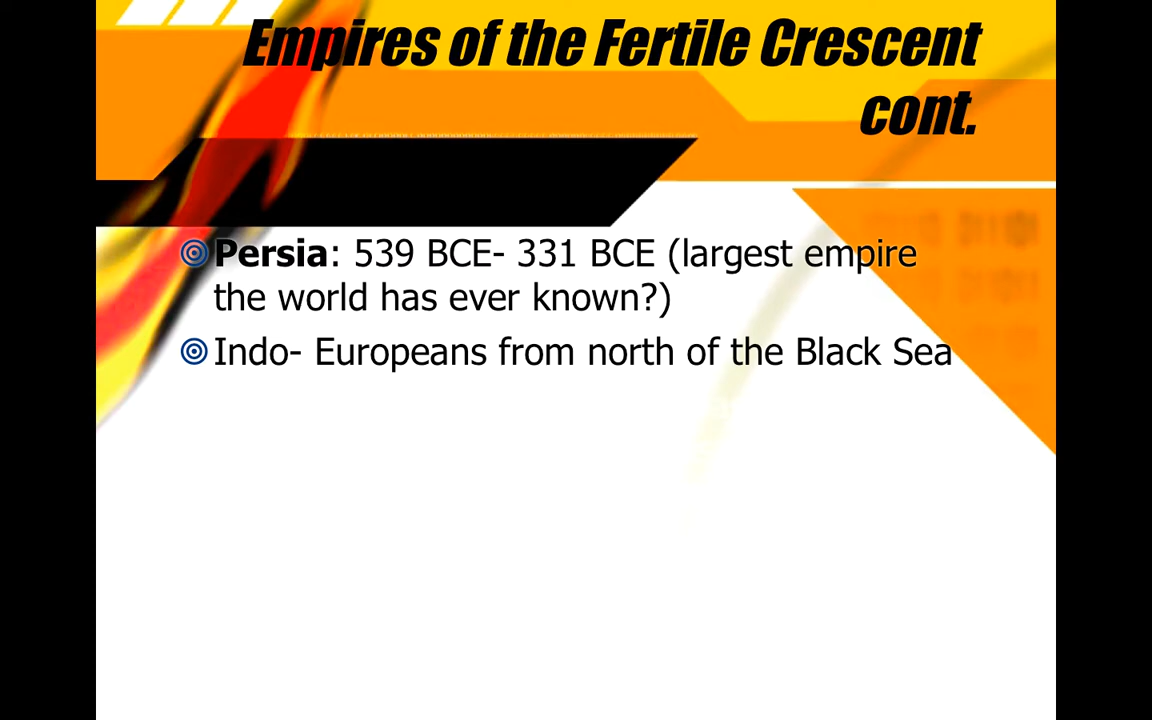 Empires of the Fertile Crescent
cont.
Persia: 539 BCE- 331 BCE (largest empire
the world has ever known?)
Indo- Europeans from north of the Black Sea